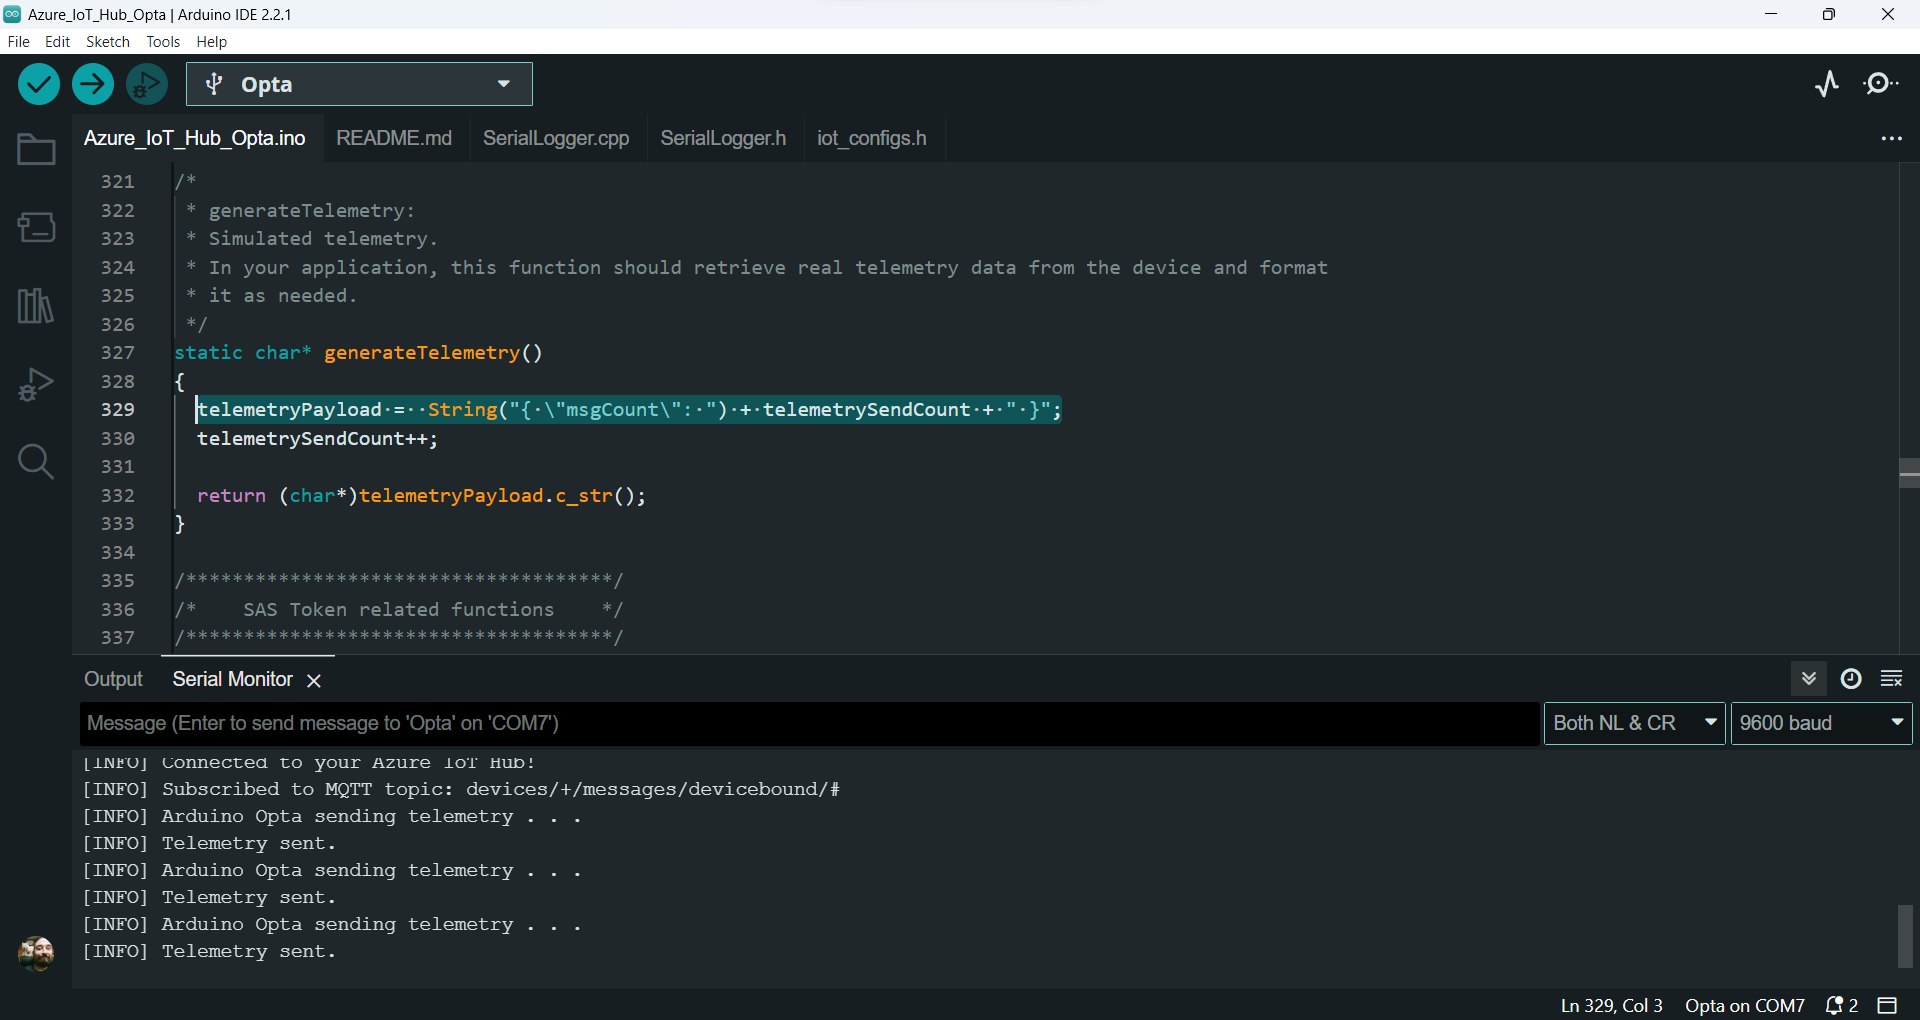 Azure_IoT_Hub_Opta | Arduino IDE 2.2.1
File Edit Sketch Tools Help
Opta
Azure_IoT_Hub_Opta.ino README.md SerialLogger.cpp SerialLogger.h iot_configs.h
321 /*
322  * generateTelemetry:
323  * Simulated telemetry.
324  * In your application, this function should retrieve real telemetry data from the device and format
325  * it as needed.
326  */
327 static char* generateTelemetry()
328 {
329   telemetryPayload·=··String("{·\"msgCount\":·")·+·telemetrySendCount·+·"·}";
330   telemetrySendCount++;
331
332   return (char*)telemetryPayload.c_str();
333 }
334
335 /*************************************/
336 /*    SAS Token related functions    */
337 /*************************************/
Output Serial Monitor
Message (Enter to send message to 'Opta' on 'COM7') Both NL & CR 9600 baud
[INFO] Connected to your Azure IoT Hub!
[INFO] Subscribed to MQTT topic: devices/+/messages/devicebound/#
[INFO] Arduino Opta sending telemetry . . .
[INFO] Telemetry sent.
[INFO] Arduino Opta sending telemetry . . .
[INFO] Telemetry sent.
[INFO] Arduino Opta sending telemetry . . .
[INFO] Telemetry sent.
Ln 329, Col 3 Opta on COM7 2